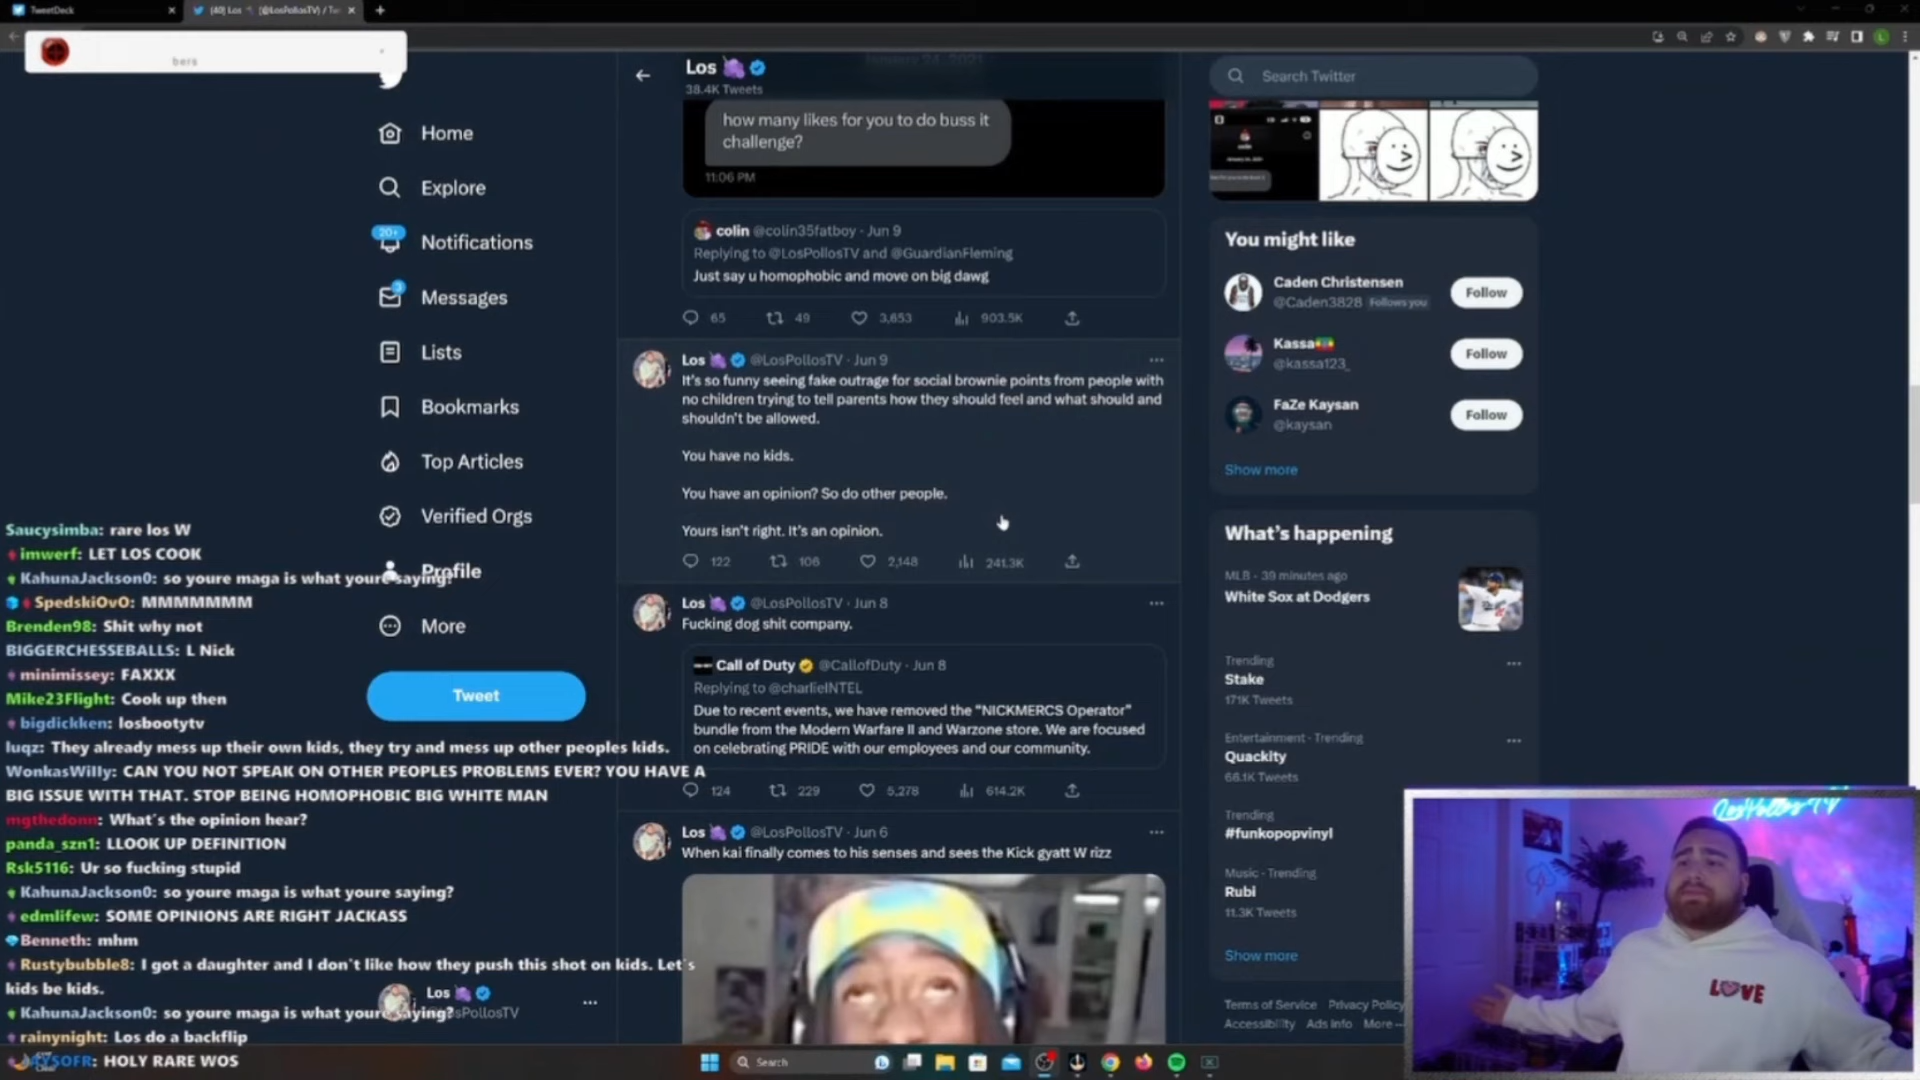 TweetDeck
(40) Los (@LosPollosTV) / Tw
bers
Los
38.4K Tweets
January 24, 2021
Search Twitter
Home
Explore
20+
Notifications
3
Messages
Lists
Bookmarks
Top Articles
Verified Orgs
Profile
More
Tweet
Los
PollosTV
how many likes for you to do buss it
challenge?
11:06 PM
colin @colin35fatboy · Jun 9
Replying to @LosPollosTV and @GuardianFleming
Just say u homophobic and move on big dawg
65 49 3,653 903.5K
Los @LosPollosTV · Jun 9
It's so funny seeing fake outrage for social brownie points from people with
no children trying to tell parents how they should feel and what should and
shouldn't be allowed.
You have no kids.
You have an opinion? So do other people.
Yours isn't right. It's an opinion.
122 106 2,148 241.3K
Los @LosPollosTV · Jun 8
Fucking dog shit company.
Call of Duty @CallofDuty · Jun 8
Replying to @charlieINTEL
Due to recent events, we have removed the "NICKMERCS Operator"
bundle from the Modern Warfare II and Warzone store. We are focused
on celebrating PRIDE with our employees and our community.
124 229 5,278 614.2K
Los @LosPollosTV · Jun 6
When kai finally comes to his senses and sees the Kick gyatt W rizz
You might like
Caden Christensen
@Caden3828 Follows you
Follow
Kassa
@kassa123_
Follow
FaZe Kaysan
@kaysan
Follow
Show more
What's happening
MLB · 39 minutes ago
White Sox at Dodgers
Trending
Stake
171K Tweets
Entertainment · Trending
Quackity
66.1K Tweets
Trending
#funkopopvinyl
Music · Trending
Rubi
11.3K Tweets
Show more
Terms of Service Privacy Policy
Accessibility Ads Info More ···
Saucysimba: rare los W
imwerf: LET LOS COOK
KahunaJackson0: so youre maga is what youre saying?
SpedskiOvO: MMMMMMM
Brenden98: Shit why not
BIGGERCHESSEBALLS: L Nick
minimissey: FAXXX
Mike23Flight: Cook up then
bigdickken: losbootytv
luqz: They already mess up their own kids, they try and mess up other peoples kids.
WonkasWilly: CAN YOU NOT SPEAK ON OTHER PEOPLES PROBLEMS EVER? YOU HAVE A
BIG ISSUE WITH THAT. STOP BEING HOMOPHOBIC BIG WHITE MAN
mgthedonn: What's the opinion hear?
panda_szn1: LLOOK UP DEFINITION
Rsk5116: Ur so fucking stupid
KahunaJackson0: so youre maga is what youre saying?
edmlifew: SOME OPINIONS ARE RIGHT JACKASS
Benneth: mhm
Rustybubble8: I got a daughter and I don't like how they push this shot on kids. Let's
kids be kids.
KahunaJackson0: so youre maga is what youre saying?
rainynight: Los do a backflip
AYSOFR: HOLY RARE WOS
Search
LosPollosTV
LOVE